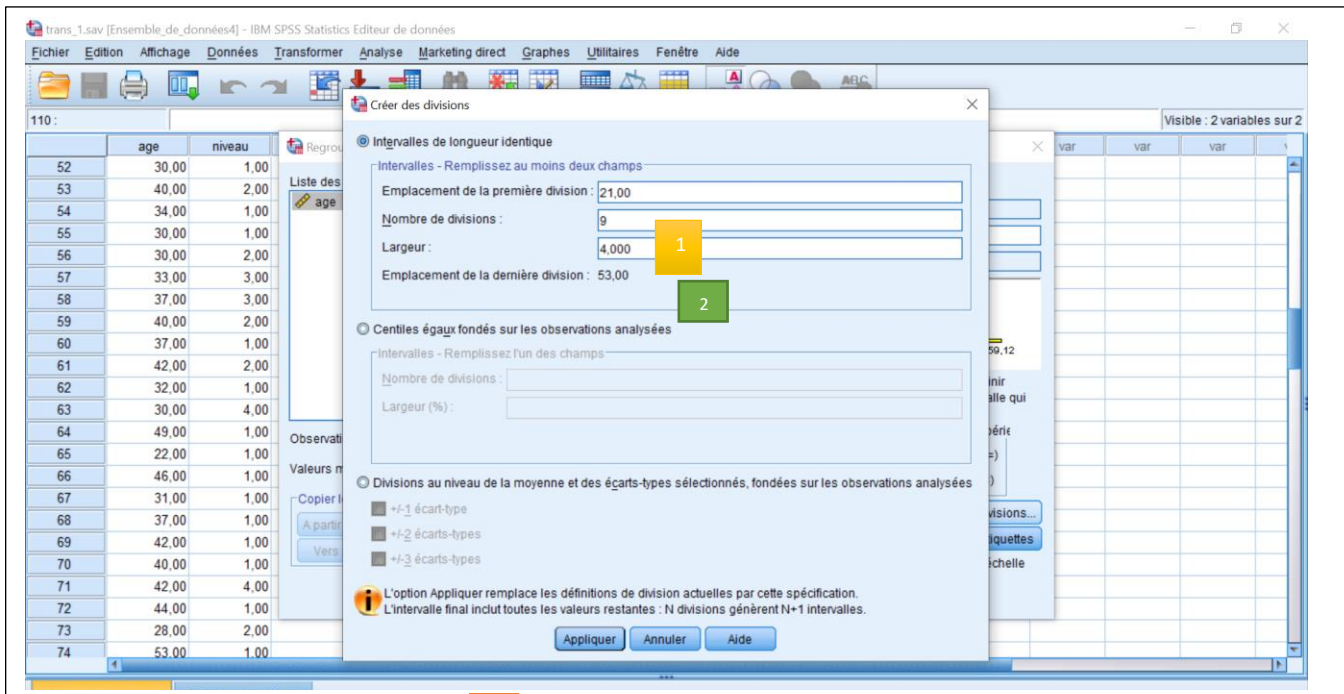 trans_1.sav [Ensemble_de_données4] - IBM SPSS Statistics Editeur de données
Fichier Edition Affichage Données Transformer Analyse Marketing direct Graphes Utilitaires Fenêtre Aide
110 :
Visible : 2 variables sur 2
age niveau var var var
52 30,00 1,00
53 40,00 2,00
54 34,00 1,00
55 30,00 1,00
56 30,00 2,00
57 33,00 3,00
58 37,00 3,00
59 40,00 2,00
60 37,00 1,00
61 42,00 2,00
62 32,00 1,00
63 30,00 4,00
64 49,00 1,00
65 22,00 1,00
66 46,00 1,00
67 31,00 1,00
68 37,00 1,00
69 42,00 1,00
70 40,00 1,00
71 42,00 4,00
72 44,00 1,00
73 28,00 2,00
74 53,00 1,00
Regrou
Liste des
age
Observati
Valeurs m
Copier l
A partir
Vers
Créer des divisions
Intervalles de longueur identique
Intervalles - Remplissez au moins deux champs
Emplacement de la première division : 21,00
Nombre de divisions : 9
Largeur : 4,000
1
Emplacement de la dernière division : 53,00
2
Centiles égaux fondés sur les observations analysées
Intervalles - Remplissez l'un des champs
Nombre de divisions :
Largeur (%) :
Divisions au niveau de la moyenne et des écarts-types sélectionnés, fondées sur les observations analysées
+/-1 écart-type
+/-2 écarts-types
+/-3 écarts-types
L'option Appliquer remplace les définitions de division actuelles par cette spécification.
L'intervalle final inclut toutes les valeurs restantes : N divisions génèrent N+1 intervalles.
Appliquer Annuler Aide
59,12
inir
alle qui
périe
=)
visions...
tiquettes
échelle